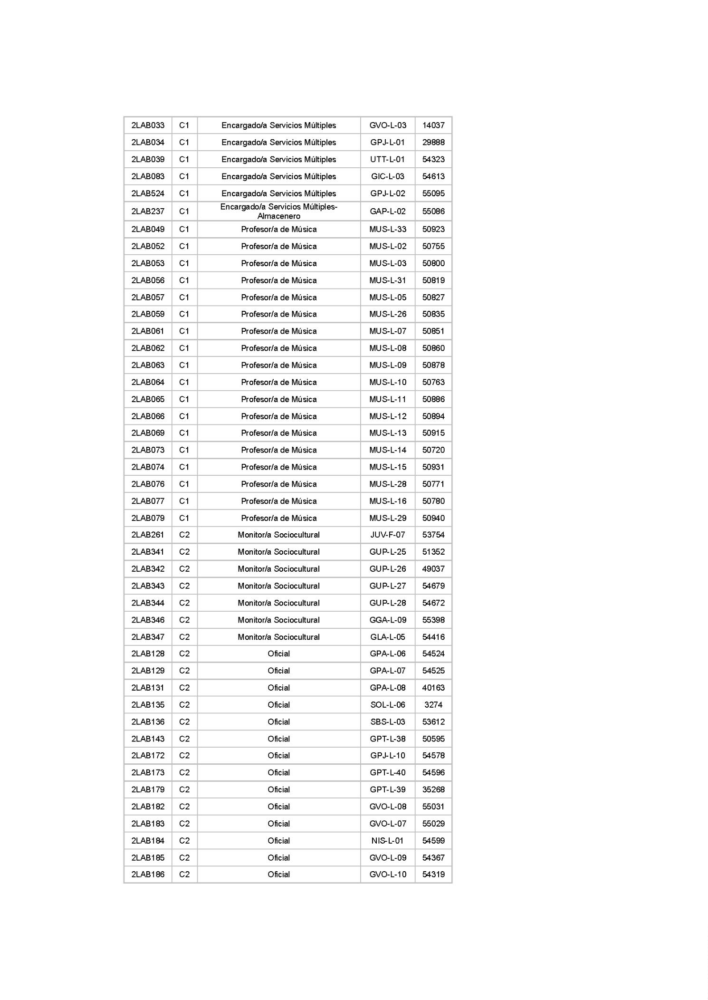 2LAB033 C1 Encargado/a Servicios Múltiples GVO-L-03 14037
2LAB034 C1 Encargado/a Servicios Múltiples GPJ-L-01 29888
2LAB039 C1 Encargado/a Servicios Múltiples UTT-L-01 54323
2LAB083 C1 Encargado/a Servicios Múltiples GIC-L-03 54613
2LAB524 C1 Encargado/a Servicios Múltiples GPJ-L-02 55095
2LAB237 C1 Encargado/a Servicios Múltiples-
Almacenero GAP-L-02 55086
2LAB049 C1 Profesor/a de Música MUS-L-33 50923
2LAB052 C1 Profesor/a de Música MUS-L-02 50755
2LAB053 C1 Profesor/a de Música MUS-L-03 50800
2LAB056 C1 Profesor/a de Música MUS-L-31 50819
2LAB057 C1 Profesor/a de Música MUS-L-05 50827
2LAB059 C1 Profesor/a de Música MUS-L-26 50835
2LAB061 C1 Profesor/a de Música MUS-L-07 50851
2LAB062 C1 Profesor/a de Música MUS-L-08 50860
2LAB063 C1 Profesor/a de Música MUS-L-09 50878
2LAB064 C1 Profesor/a de Música MUS-L-10 50763
2LAB065 C1 Profesor/a de Música MUS-L-11 50886
2LAB066 C1 Profesor/a de Música MUS-L-12 50894
2LAB069 C1 Profesor/a de Música MUS-L-13 50915
2LAB073 C1 Profesor/a de Música MUS-L-14 50720
2LAB074 C1 Profesor/a de Música MUS-L-15 50931
2LAB076 C1 Profesor/a de Música MUS-L-28 50771
2LAB077 C1 Profesor/a de Música MUS-L-16 50780
2LAB079 C1 Profesor/a de Música MUS-L-29 50940
2LAB261 C2 Monitor/a Sociocultural JUV-F-07 53754
2LAB341 C2 Monitor/a Sociocultural GUP-L-25 51352
2LAB342 C2 Monitor/a Sociocultural GUP-L-26 49037
2LAB343 C2 Monitor/a Sociocultural GUP-L-27 54679
2LAB344 C2 Monitor/a Sociocultural GUP-L-28 54672
2LAB346 C2 Monitor/a Sociocultural GGA-L-09 55398
2LAB347 C2 Monitor/a Sociocultural GLA-L-05 54416
2LAB128 C2 Oficial GPA-L-06 54524
2LAB129 C2 Oficial GPA-L-07 54525
2LAB131 C2 Oficial GPA-L-08 40163
2LAB135 C2 Oficial SOL-L-06 3274
2LAB136 C2 Oficial SBS-L-03 53612
2LAB143 C2 Oficial GPT-L-38 50595
2LAB172 C2 Oficial GPJ-L-10 54578
2LAB173 C2 Oficial GPT-L-40 54596
2LAB179 C2 Oficial GPT-L-39 35268
2LAB182 C2 Oficial GVO-L-08 55031
2LAB183 C2 Oficial GVO-L-07 55029
2LAB184 C2 Oficial NIS-L-01 54599
2LAB185 C2 Oficial GVO-L-09 54367
2LAB186 C2 Oficial GVO-L-10 54319